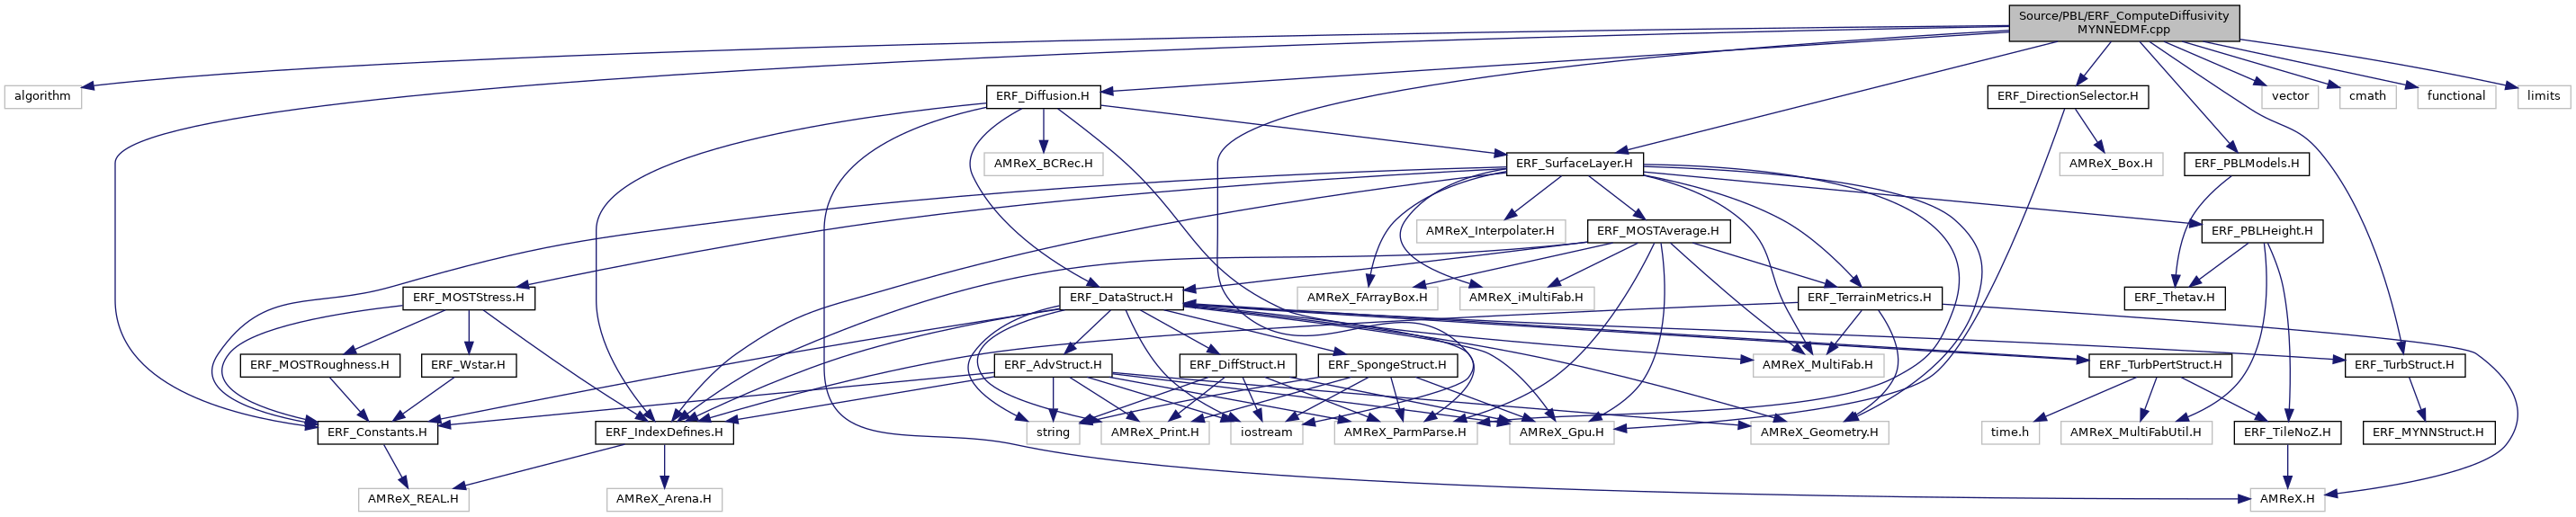 Source/PBL/ERF_ComputeDiffusivity
MYNNEDMF.cpp
algorithm
ERF_Diffusion.H
ERF_DirectionSelector.H
vector
cmath
functional
limits
AMReX_BCRec.H
ERF_SurfaceLayer.H
AMReX_Box.H
ERF_PBLModels.H
AMReX_Interpolater.H
ERF_MOSTAverage.H
ERF_PBLHeight.H
ERF_MOSTStress.H
ERF_DataStruct.H
AMReX_FArrayBox.H
AMReX_iMultiFab.H
ERF_TerrainMetrics.H
ERF_Thetav.H
ERF_MOSTRoughness.H
ERF_Wstar.H
ERF_AdvStruct.H
ERF_DiffStruct.H
ERF_SpongeStruct.H
AMReX_MultiFab.H
ERF_TurbPertStruct.H
ERF_TurbStruct.H
ERF_Constants.H
ERF_IndexDefines.H
string
AMReX_Print.H
iostream
AMReX_ParmParse.H
AMReX_Gpu.H
AMReX_Geometry.H
time.h
AMReX_MultiFabUtil.H
ERF_TileNoZ.H
ERF_MYNNStruct.H
AMReX_REAL.H
AMReX_Arena.H
AMReX.H